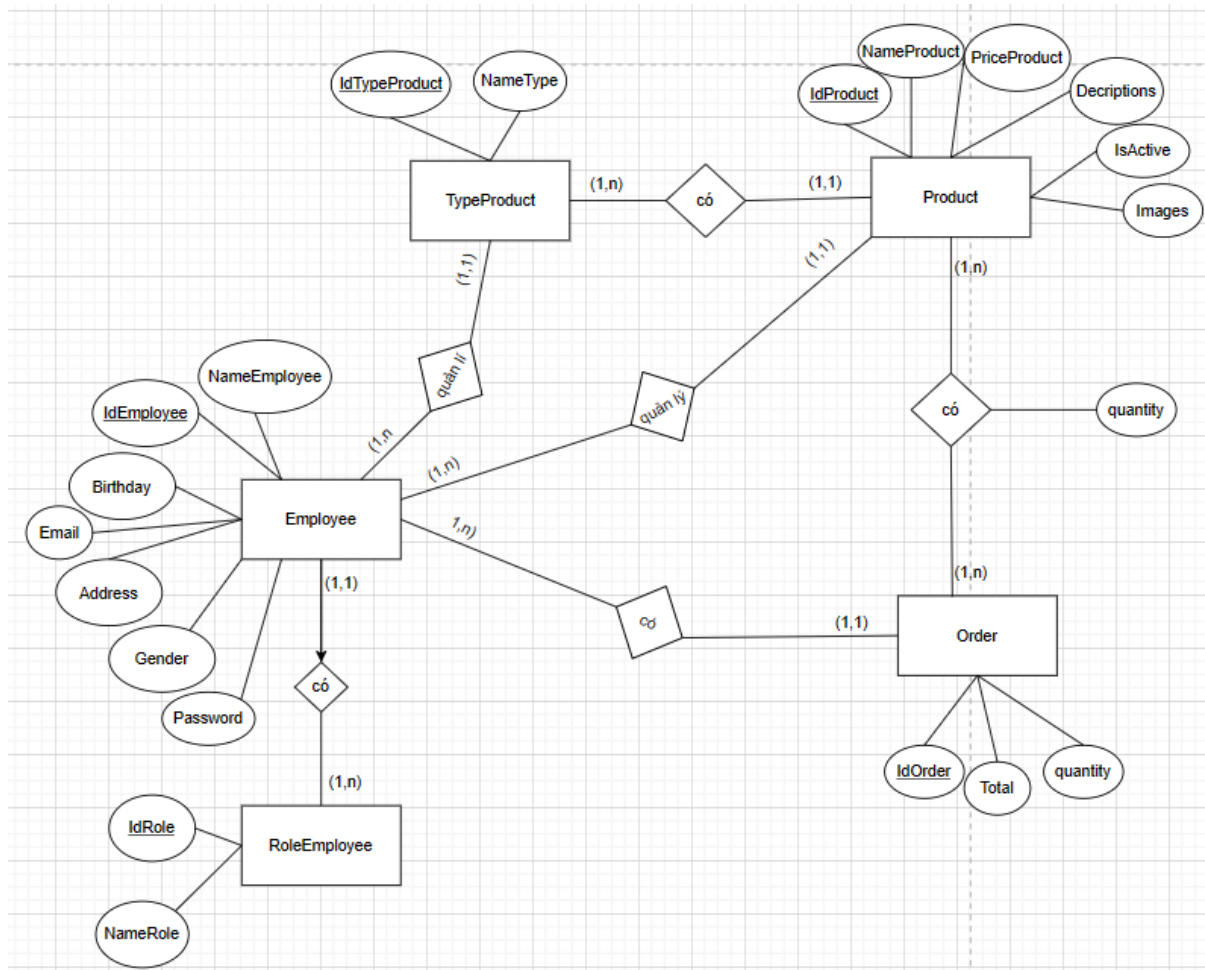 NameProduct
PriceProduct
IdTypeProduct
NameType
IdProduct
Decriptions
IsActive
Images
TypeProduct
(1,n)
có
(1,1)
Product
(1,1)
(1,1)
(1,n)
quản lí
quản lý
NameEmployee
IdEmployee
(1,n
(1,n)
có
quantity
Birthday
Email
Employee
1,n)
Address
(1,1)
(1,n)
Gender
có
(1,1)
Order
Password
có
(1,n)
IdOrder
Total
quantity
IdRole
RoleEmployee
NameRole